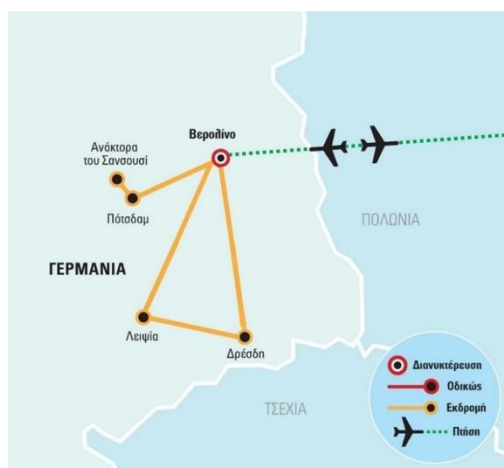 Βερολίνο
Ανάκτορα
του Σανσουσί
Πότσδαμ
ΠΟΛΩΝΙΑ
ΓΕΡΜΑΝΙΑ
Λειψία
Δρέσδη
ΤΣΕΧΙΑ
Διανυκτέρευση
Οδικώς
Εκδρομή
Πτήση